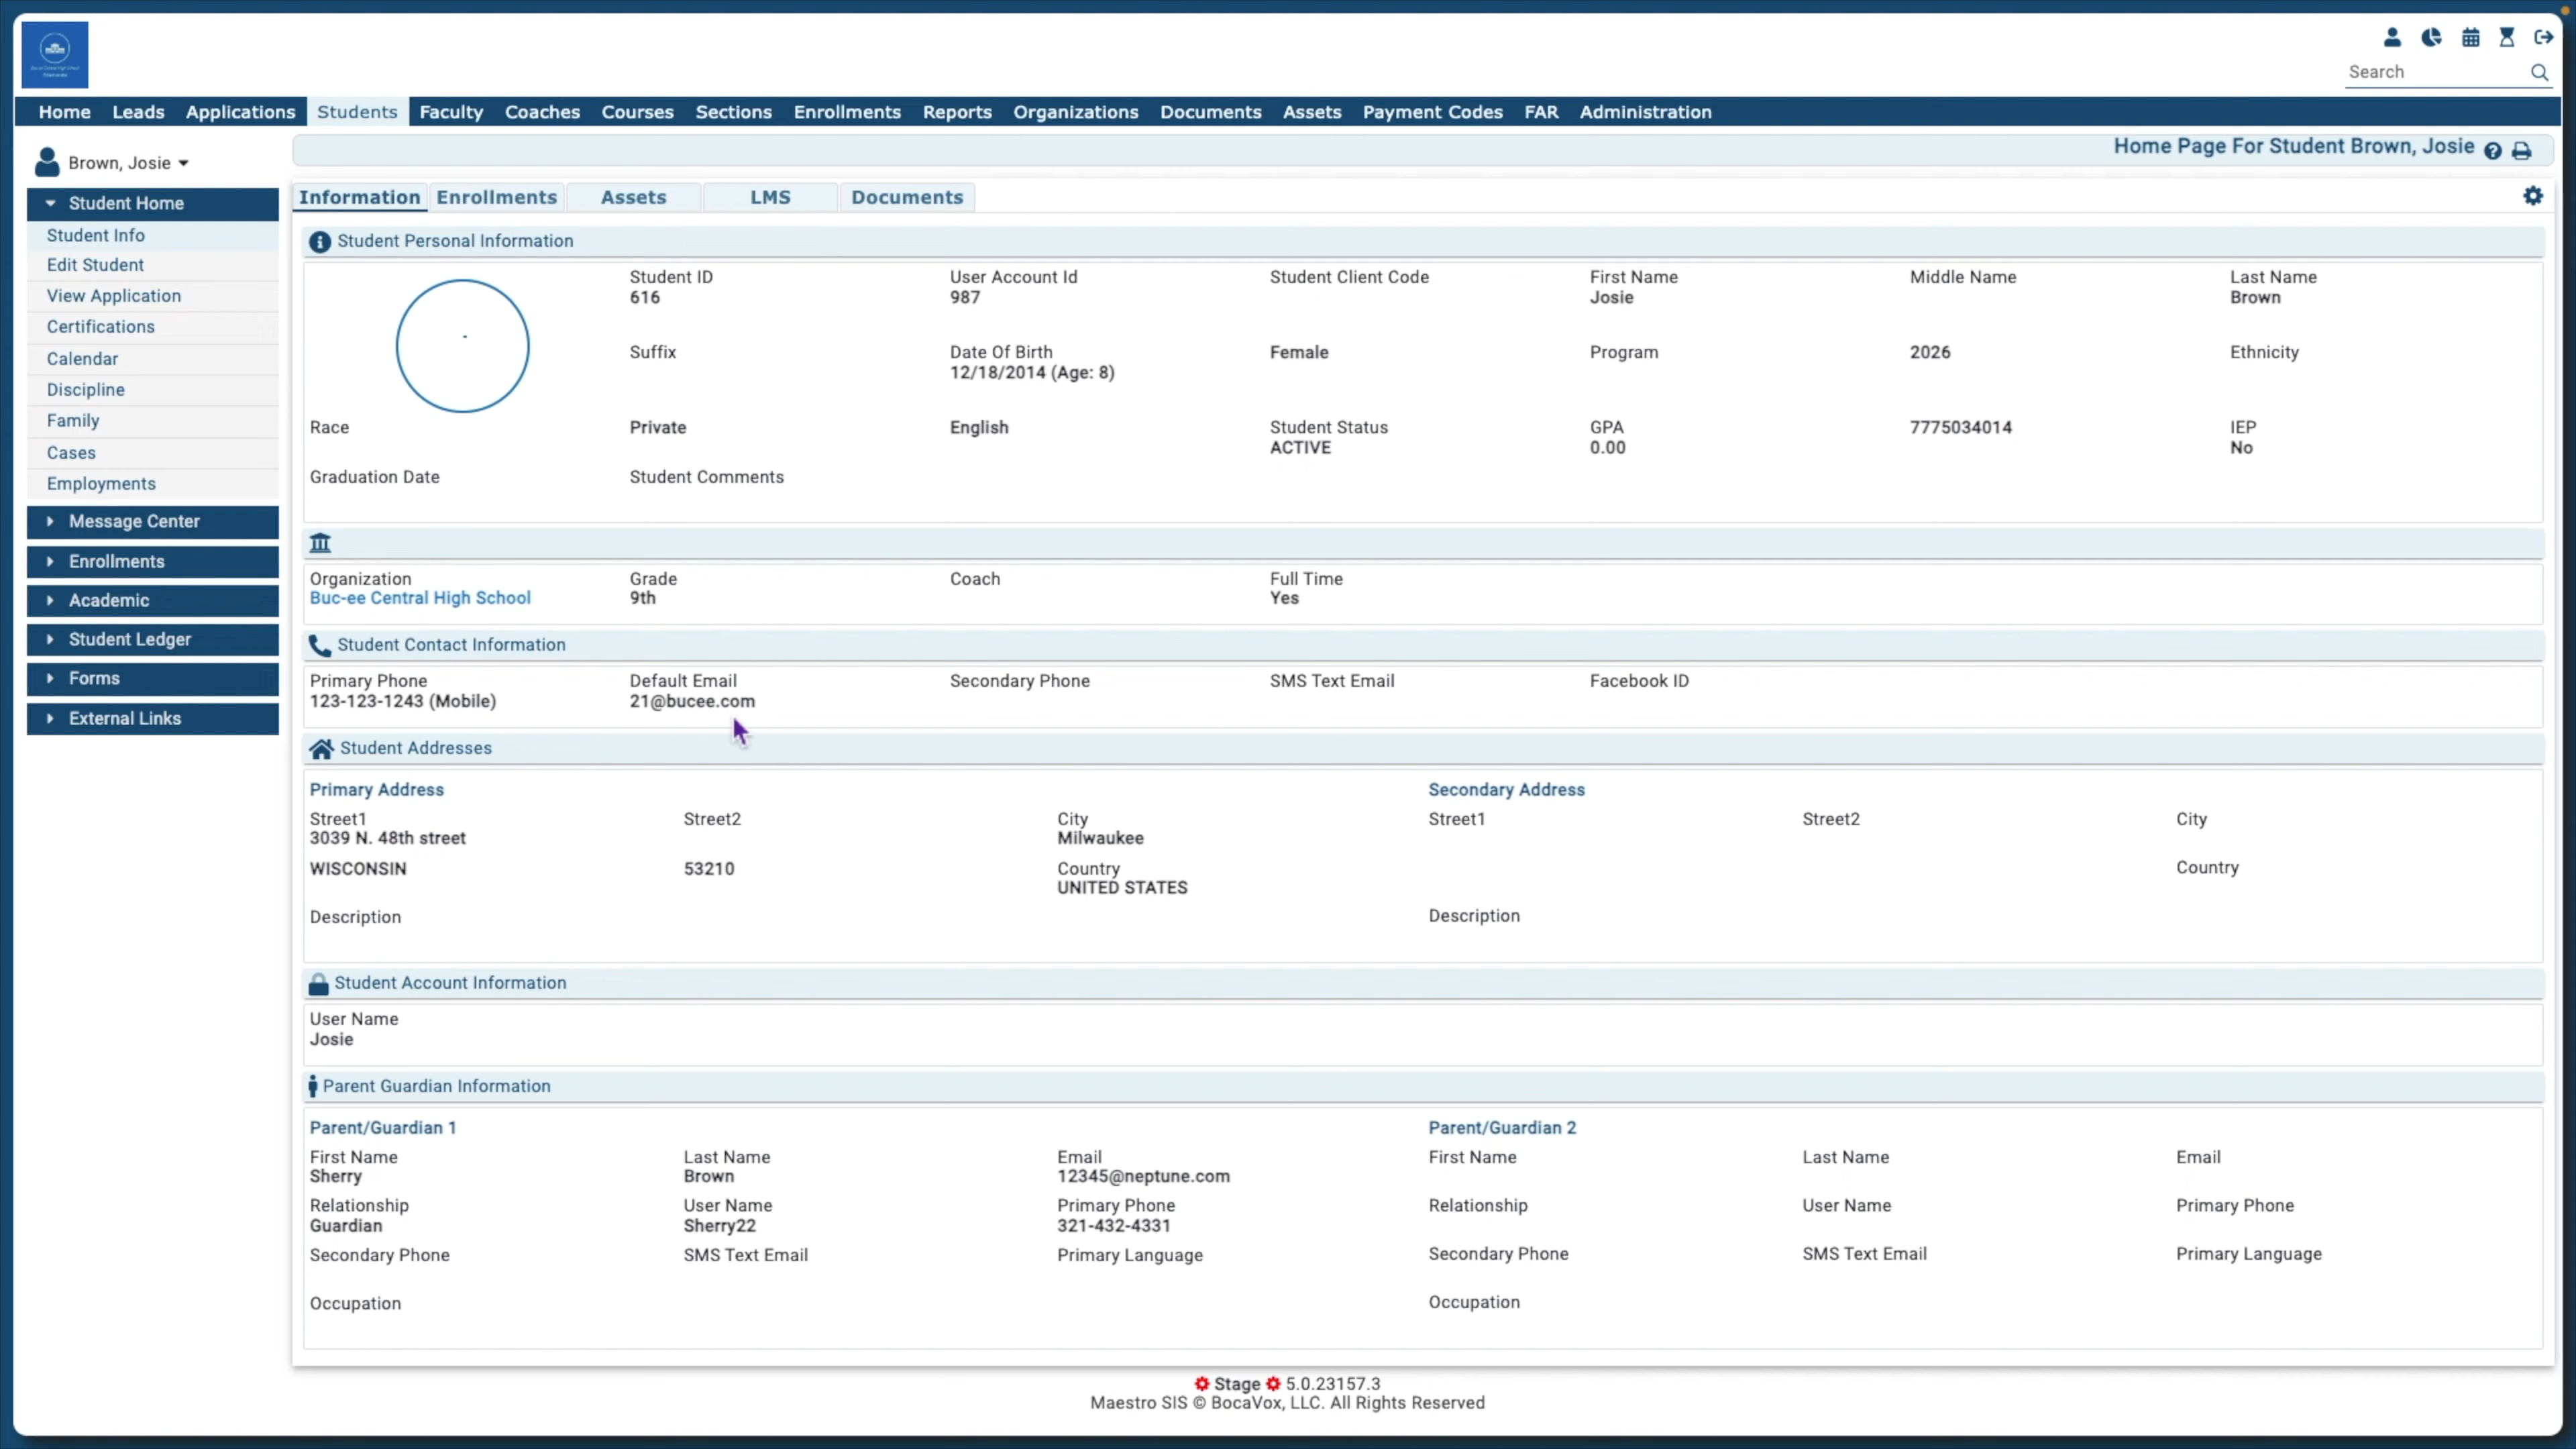 Search
Home Leads Applications Students Faculty Coaches Courses Sections Enrollments Reports Organizations Documents Assets Payment Codes FAR Administration
Brown, Josie
Home Page For Student Brown, Josie
Student Home
Student Info
Edit Student
View Application
Certifications
Calendar
Discipline
Family
Cases
Employments
Message Center
Enrollments
Academic
Student Ledger
Forms
External Links
Information Enrollments Assets LMS Documents
Student Personal Information
Student ID User Account Id Student Client Code First Name Middle Name Last Name
616 987 Josie Brown
Suffix Date Of Birth Female Program 2026 Ethnicity
12/18/2014 (Age: 8)
Race Private English Student Status GPA 7775034014 IEP
ACTIVE 0.00 No
Graduation Date Student Comments
Organization Grade Coach Full Time
Buc-ee Central High School 9th Yes
Student Contact Information
Primary Phone Default Email Secondary Phone SMS Text Email Facebook ID
123-123-1243 (Mobile) 21@bucee.com
Student Addresses
Primary Address Secondary Address
Street1 Street2 City Street1 Street2 City
3039 N. 48th street Milwaukee
WISCONSIN 53210 Country Country
UNITED STATES
Description Description
Student Account Information
User Name
Josie
Parent Guardian Information
Parent/Guardian 1 Parent/Guardian 2
First Name Last Name Email First Name Last Name Email
Sherry Brown 12345@neptune.com
Relationship User Name Primary Phone Relationship User Name Primary Phone
Guardian Sherry22 321-432-4331
Secondary Phone SMS Text Email Primary Language Secondary Phone SMS Text Email Primary Language
Occupation Occupation
Stage 5.0.23157.3
Maestro SIS © BocaVox, LLC. All Rights Reserved